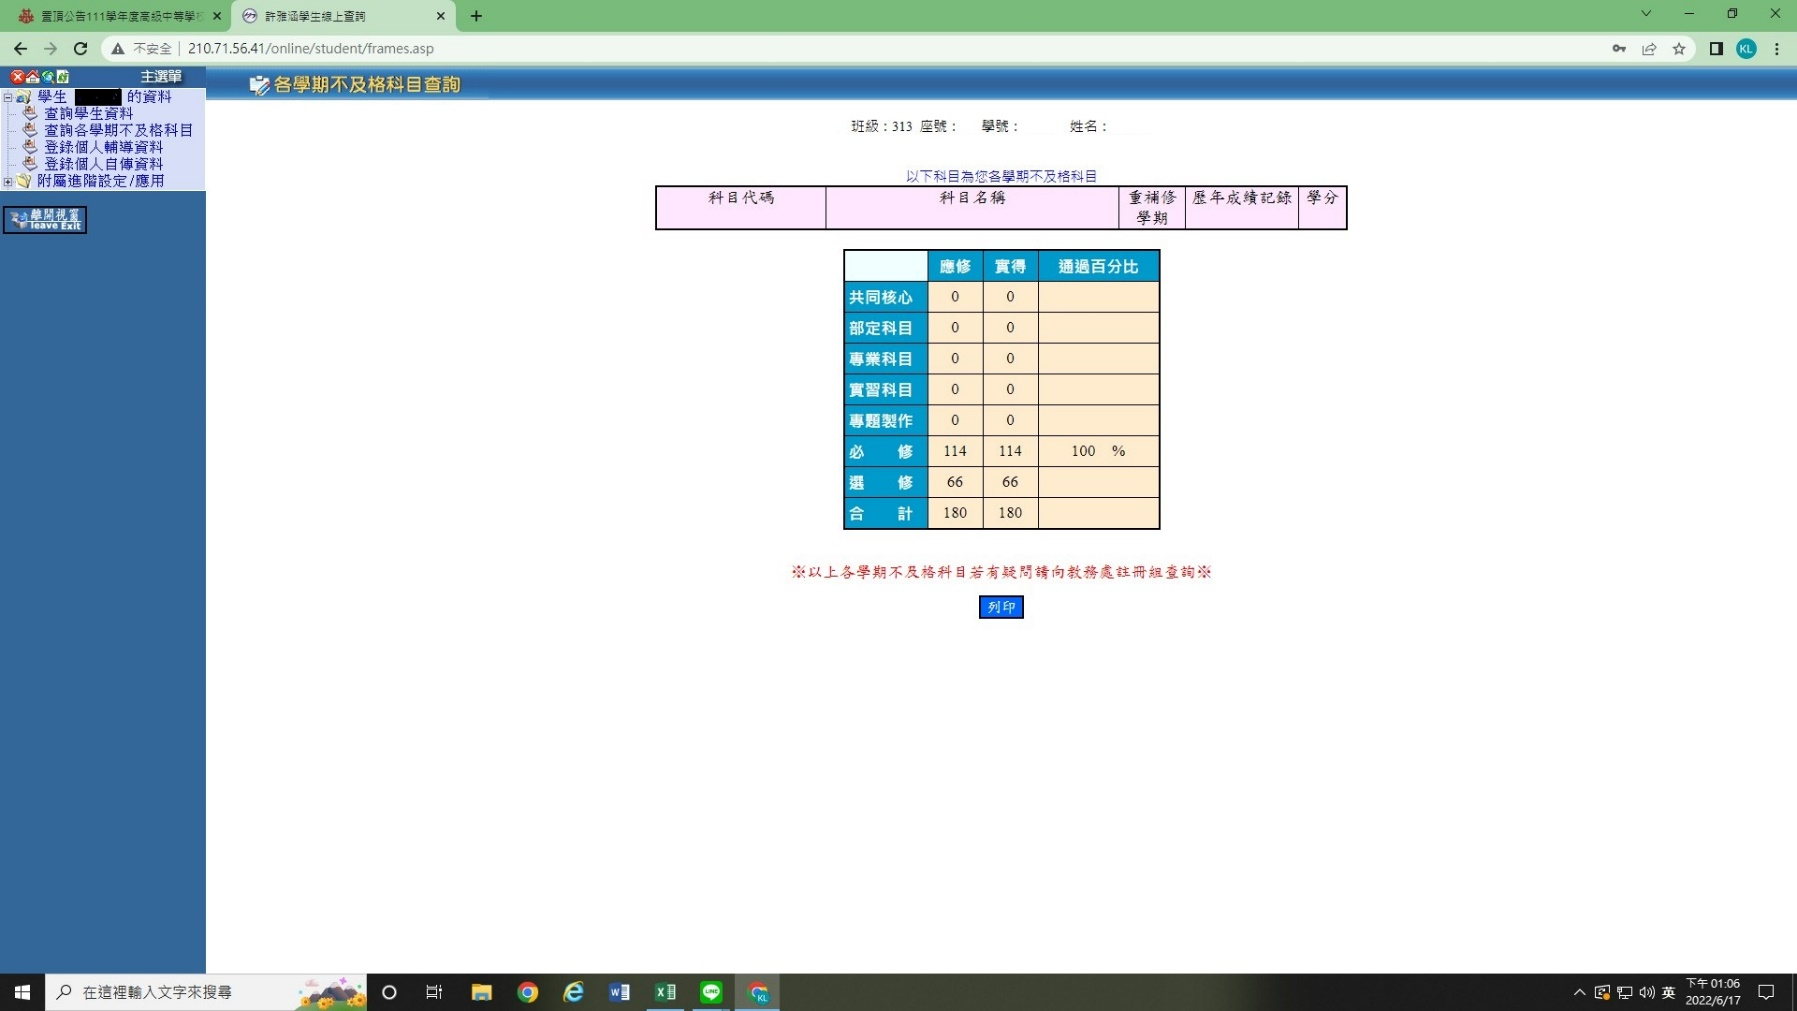 置頂公告111學年度高級中等學校
許雅涵學生線上查詢
不安全 210.71.56.41/online/student/frames.asp
KL
主選單
各學期不及格科目查詢
學生 的資料
查詢學生資料
查詢各學期不及格科目
登錄個人輔導資料
登錄個人自傳資料
附屬進階設定/應用
離開視窗
leave Exit
班級：313 座號： 學號： 姓名：
以下科目為您各學期不及格科目
科目代碼 科目名稱 重補修學期 歷年成績記錄 學分
應修 實得 通過百分比
共同核心 0 0
部定科目 0 0
專業科目 0 0
實習科目 0 0
專題製作 0 0
必 修 114 114 100 %
選 修 66 66
合 計 180 180
※以上各學期不及格科目若有疑問請向教務處註冊組查詢※
列印
在這裡輸入文字來搜尋
英
下午 01:06
2022/6/17